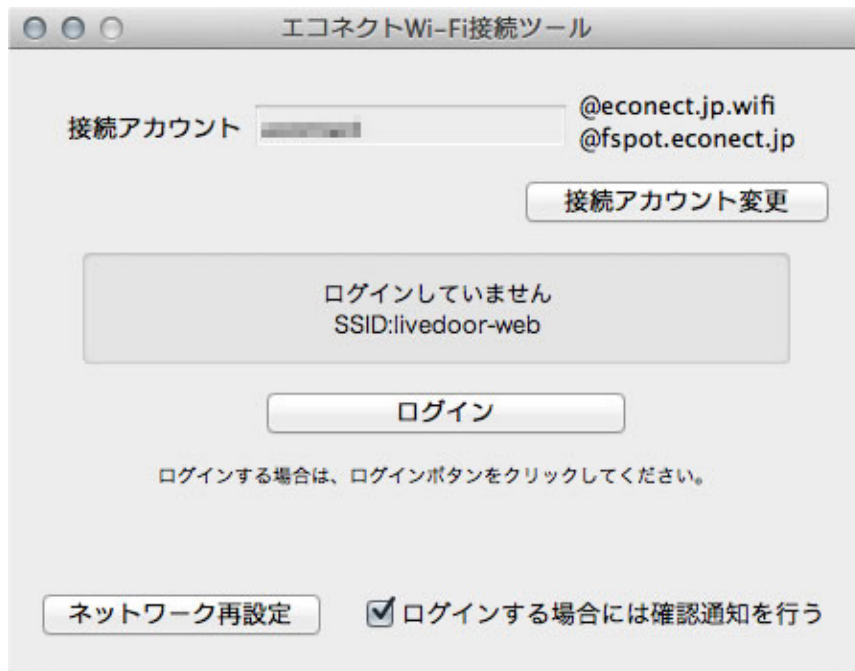 エコネクトWi-Fi接続ツール
接続アカウント
@econect.jp.wifi
@fspot.econect.jp
接続アカウント変更
ログインしていません
SSID:livedoor-web
ログイン
ログインする場合は、ログインボタンをクリックしてください。
ネットワーク再設定
ログインする場合には確認通知を行う